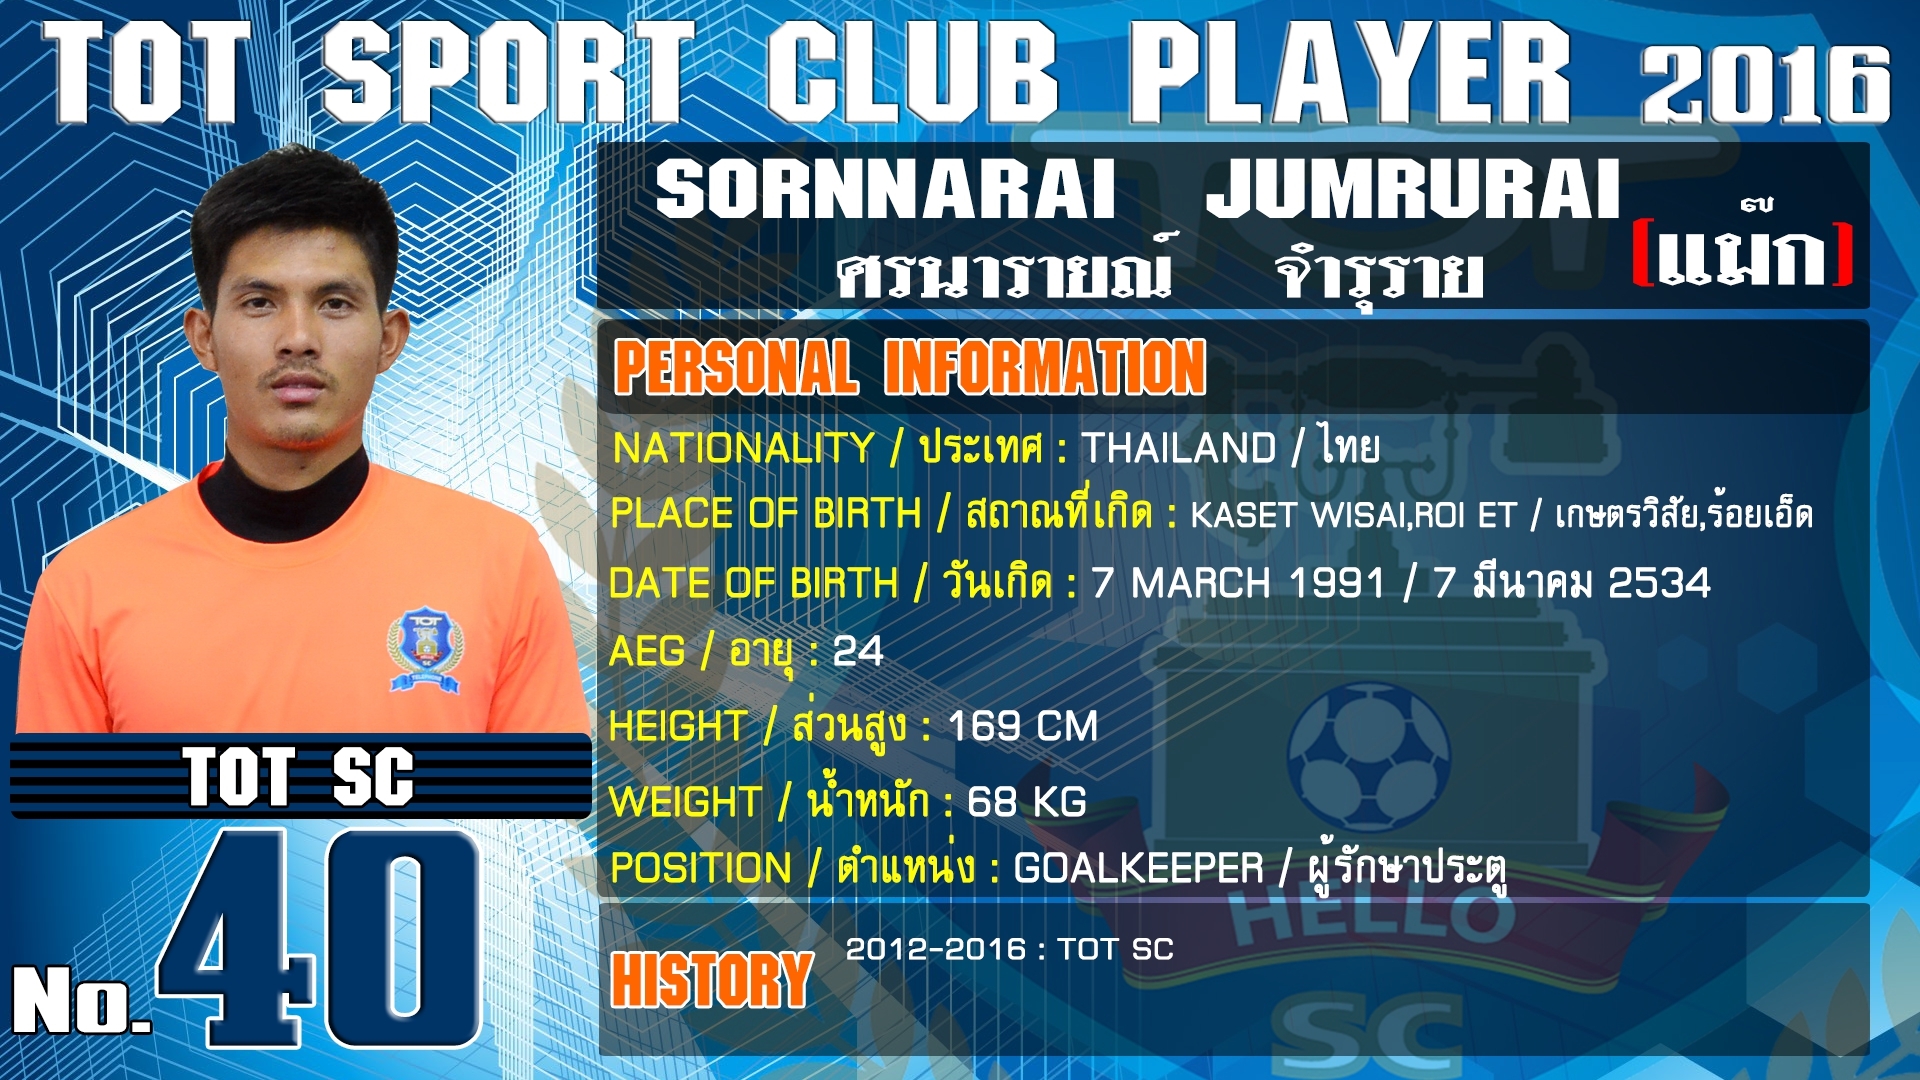 TOT SPORT CLUB PLAYER 2016
SORNNARAI JUMRURAI
ศรนารายณ์ จำรุราย [แม๊ก]
PERSONAL INFORMATION
NATIONALITY / ประเทศ : THAILAND / ไทย
PLACE OF BIRTH / สถาณที่เกิด : KASET WISAI,ROI ET / เกษตรวิสัย,ร้อยเอ็ด
DATE OF BIRTH / วันเกิด : 7 MARCH 1991 / 7 มีนาคม 2534
AEG / อายุ : 24
HEIGHT / ส่วนสูง : 169 CM
WEIGHT / น้ำหนัก : 68 KG
POSITION / ตำแหน่ง : GOALKEEPER / ผู้รักษาประตู
HISTORY 2012-2016 : TOT SC
TOT SC
No. 40
TOT
SC
TOT
HELLO
SC